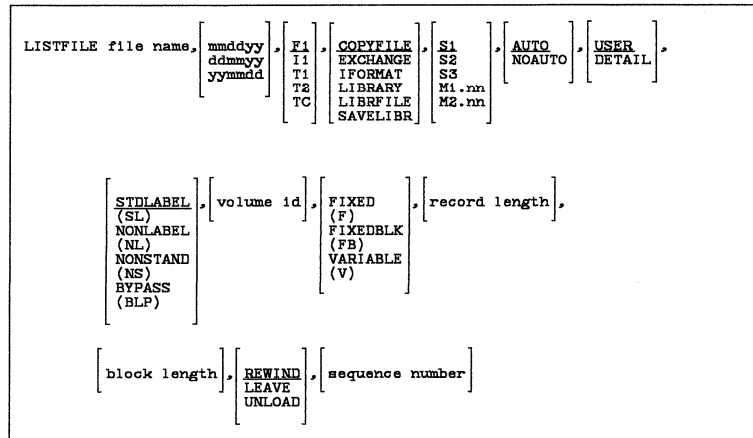 LISTFILE file name,[mmddyy],[F1],[COPYFILE],[S1],[AUTO],[USER],
ddmmyy I1 EXCHANGE S2 NOAUTO DETAIL
yymmdd T1 IFORMAT S3
T2 LIBRARY M1.nn
TC LIBRFILE M2.nn
SAVELIBR
[STDLABEL],[volume id],[FIXED],[record length],
(SL) (F)
NONLABEL FIXEDBLK
(NL) (FB)
NONSTAND VARIABLE
(NS) (V)
BYPASS
(BLP)
[block length],[REWIND],[sequence number]
LEAVE
UNLOAD